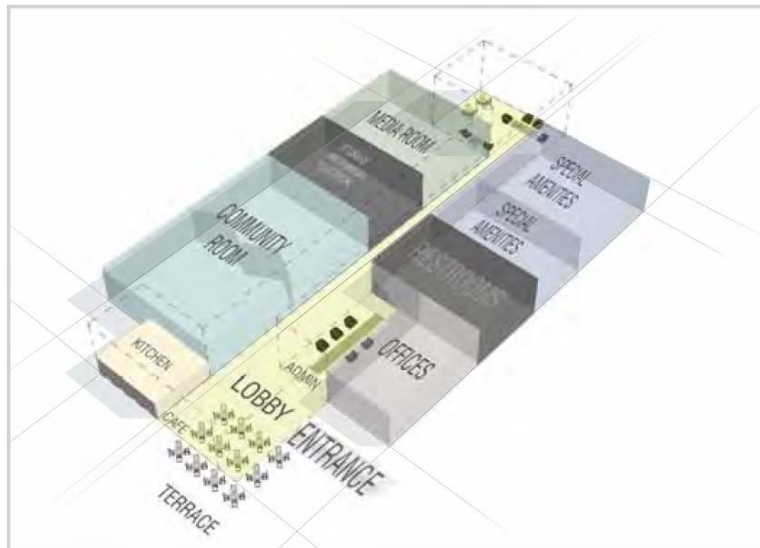 MEDIA ROOM
SPECIAL
AMENITIES
SPECIAL
AMENITIES
COMMUNITY
ROOM
RESTROOMS
OFFICES
KITCHEN
ADMIN
LOBBY
CAFE
ENTRANCE
TERRACE